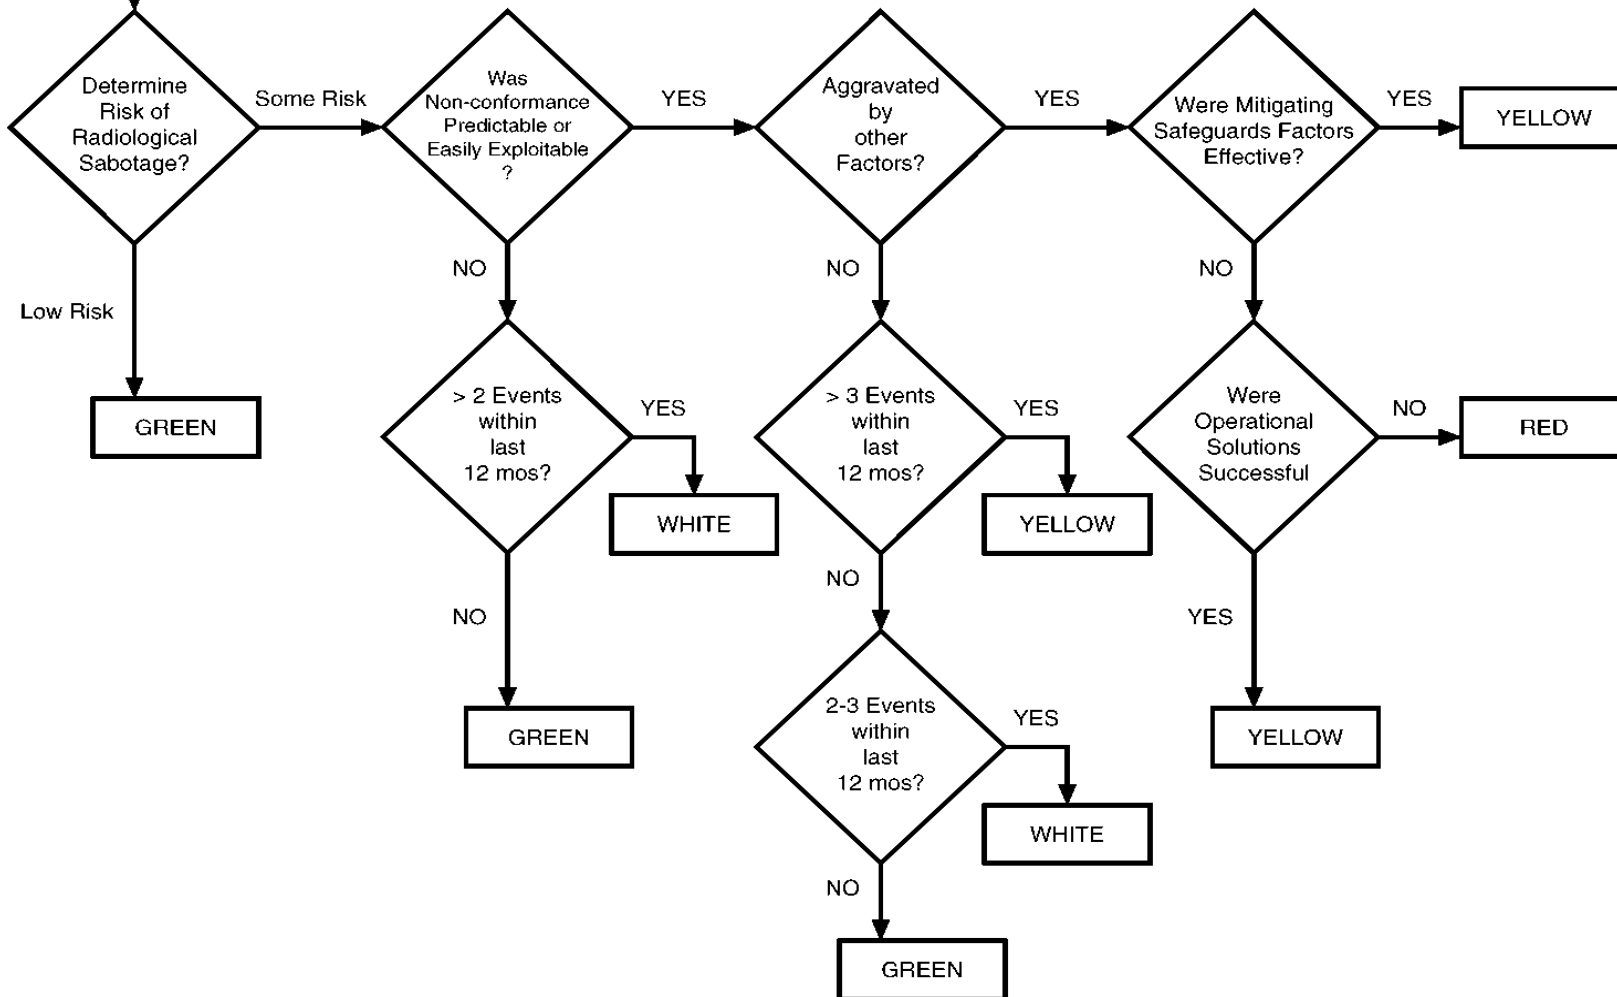 Determine
Risk of
Radiological
Sabotage?
Some Risk
Was
Non-conformance
Predictable or
Easily Exploitable
?
YES
Aggravated
by
other
Factors?
YES
Were Mitigating
Safeguards Factors
Effective?
YES
YELLOW
NO
NO
NO
Low Risk
GREEN
> 2 Events
within
last
12 mos?
YES
WHITE
> 3 Events
within
last
12 mos?
YES
YELLOW
Were
Operational
Solutions
Successful
NO
RED
NO
GREEN
NO
2-3 Events
within
last
12 mos?
YES
WHITE
YES
YELLOW
NO
GREEN